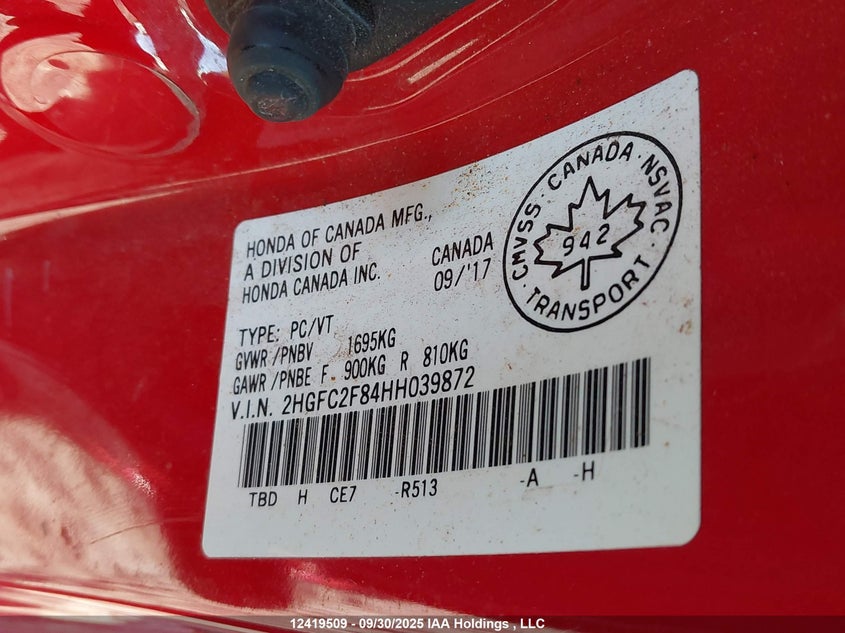 HONDA OF CANADA MFG.,
A DIVISION OF
HONDA CANADA INC.
CANADA
09/'17
CMVSS · CANADA · NSVAC · TRANSPORT ·
942
TYPE: PC/VT
GVWR/PNBV 1695KG
GAWR/PNBE F 900KG R 810KG
V.I.N. 2HGFC2F84HH039872
TBD H CE7 -R513 -A -H
12419509 - 09/30/2025 IAA Holdings , LLC